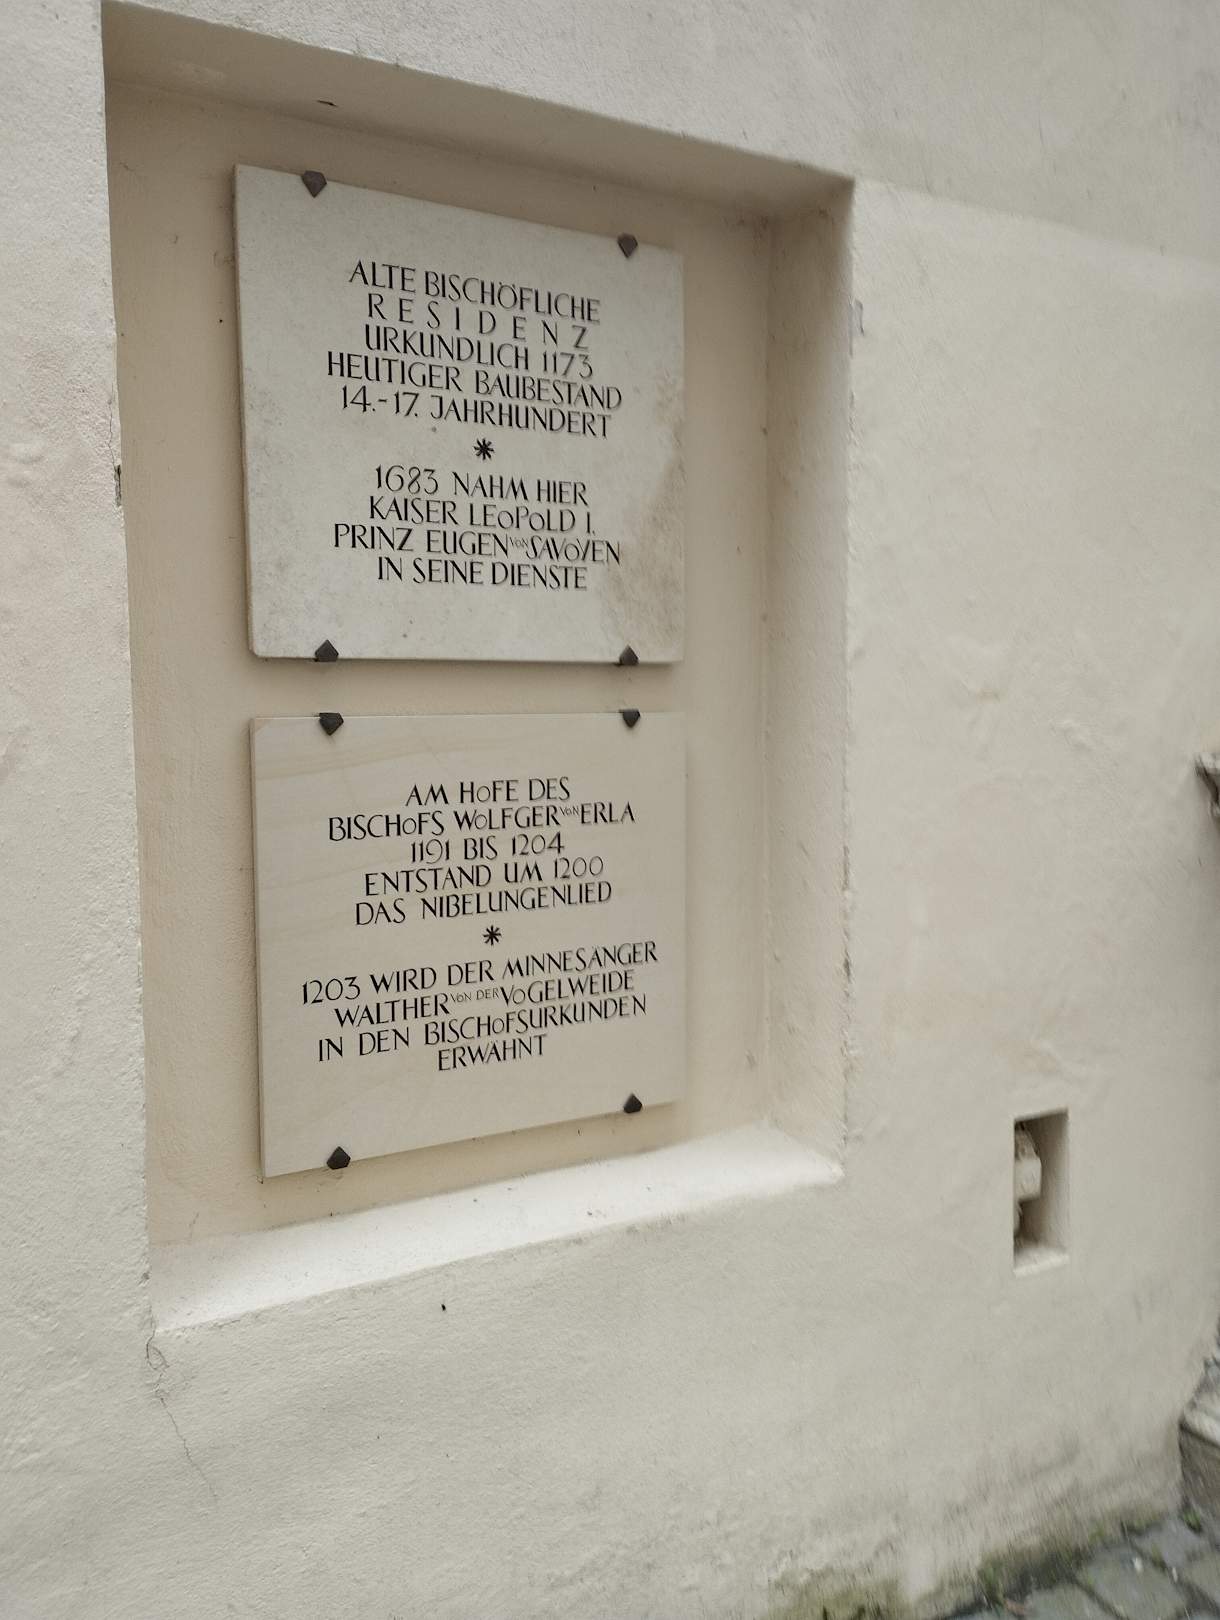 ALTE BISCHÖFLICHE
RESIDENZ
URKUNDLICH 1173
HEUTIGER BAUBESTAND
14.-17. JAHRHUNDERT
*
1683 NAHM HIER
KAISER LEOPOLD I.
PRINZ EUGEN VON SAVOYEN
IN SEINE DIENSTE
AM HOFE DES
BISCHOFS WOLFGER VON ERLA
1191 BIS 1204
ENTSTAND UM 1200
DAS NIBELUNGENLIED
*
1203 WIRD DER MINNESÄNGER
WALTHER VON DER VOGELWEIDE
IN DEN BISCHOFSURKUNDEN
ERWÄHNT